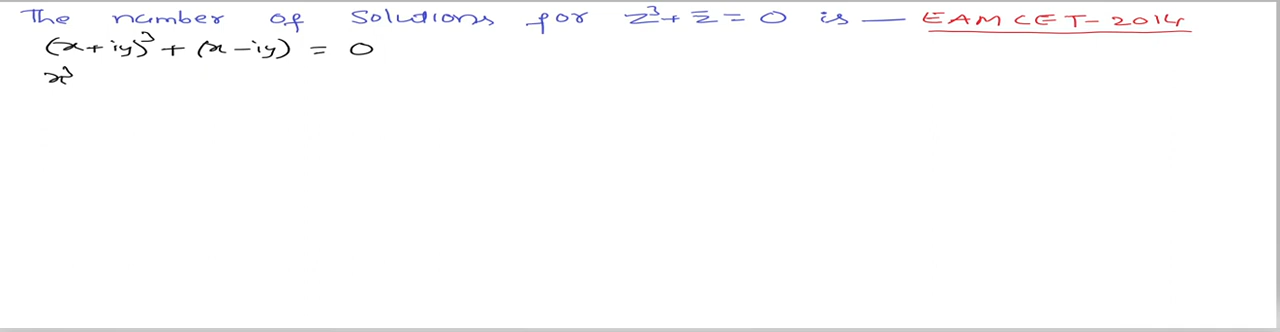 The number of solutions for z³ + z̅ = 0 is — EAMCET-2014
(x+iy)³ + (x-iy) = 0
x³